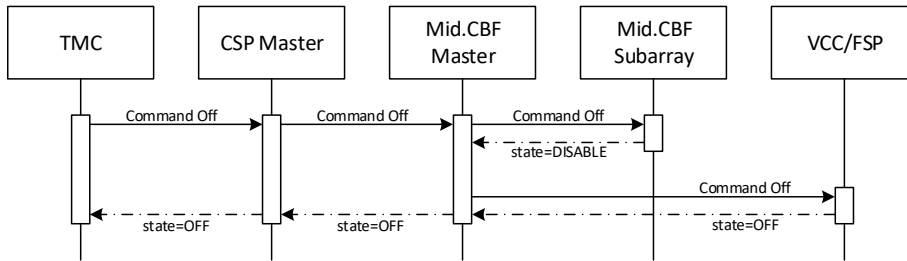 TMC
CSP Master
Mid.CBF
Master
Mid.CBF
Subarray
VCC/FSP
Command Off
Command Off
Command Off
state=DISABLE
Command Off
state=OFF
state=OFF
state=OFF